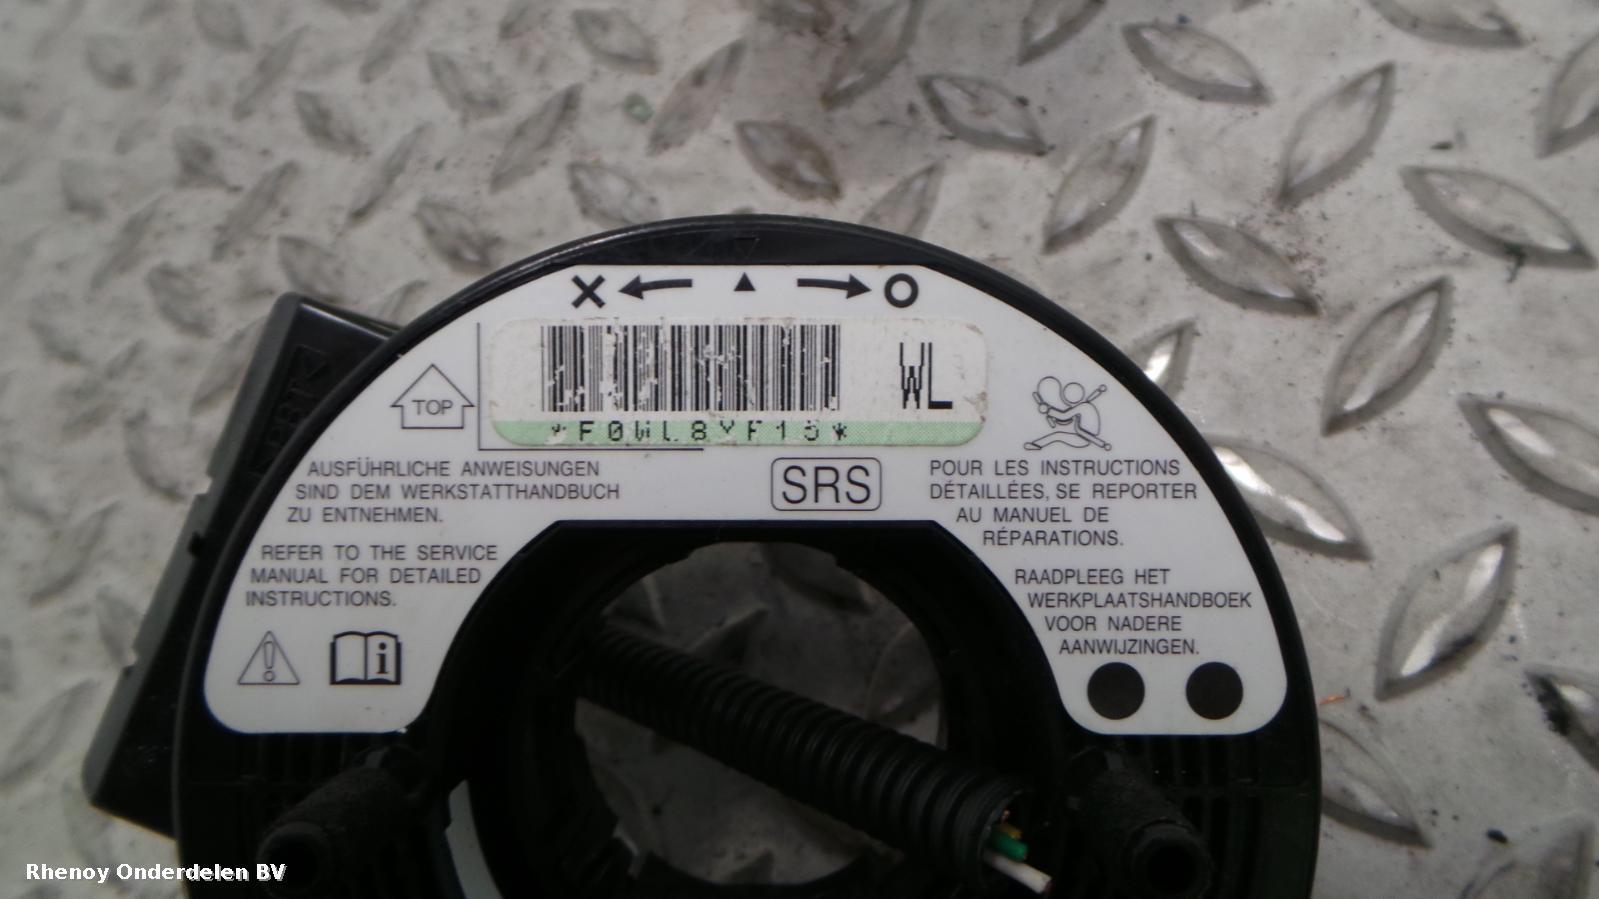 TOP
WL
*F0WL8YF15*
SRS
AUSFÜHRLICHE ANWEISUNGEN
SIND DEM WERKSTATTHANDBUCH
ZU ENTNEHMEN.
REFER TO THE SERVICE
MANUAL FOR DETAILED
INSTRUCTIONS.
POUR LES INSTRUCTIONS
DÉTAILLÉES, SE REPORTER
AU MANUEL DE
RÉPARATIONS.
RAADPLEEG HET
WERKPLAATSHANDBOEK
VOOR NADERE
AANWIJZINGEN.
Rhenoy Onderdelen BV